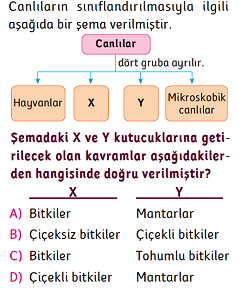 Canlıların sınıflandırılmasıyla ilgili
aşağıda bir şema verilmiştir.
Canlılar
dört gruba ayrılır.
Hayvanlar X Y Mikroskobik
canlılar
Şemadaki X ve Y kutucuklarına geti-
rilecek olan kavramlar aşağıdakiler-
den hangisinde doğru verilmiştir?
X Y
A) Bitkiler Mantarlar
B) Çiçeksiz bitkiler Çiçekli bitkiler
C) Bitkiler Tohumlu bitkiler
D) Çiçekli bitkiler Mantarlar